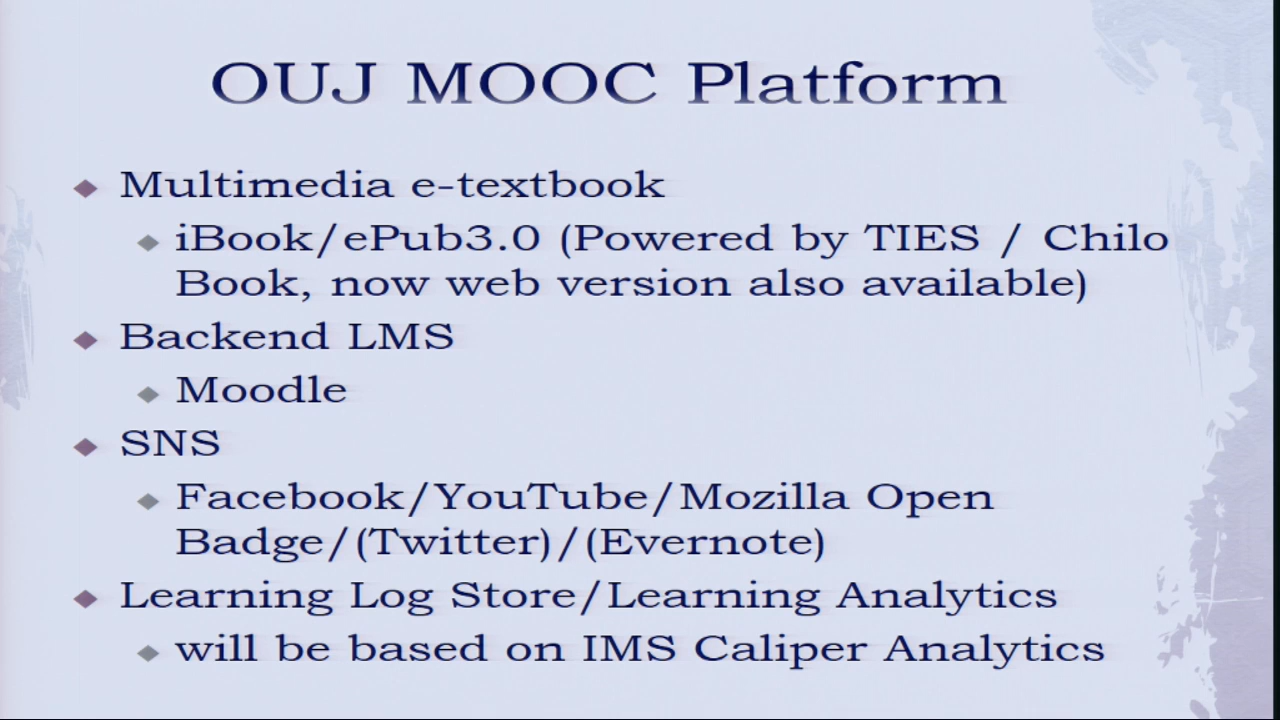 OUJ MOOC Platform
Multimedia e-textbook
iBook/ePub3.0 (Powered by TIES / Chilo
Book, now web version also available)
Backend LMS
Moodle
SNS
Facebook/YouTube/Mozilla Open
Badge/(Twitter)/(Evernote)
Learning Log Store/Learning Analytics
will be based on IMS Caliper Analytics